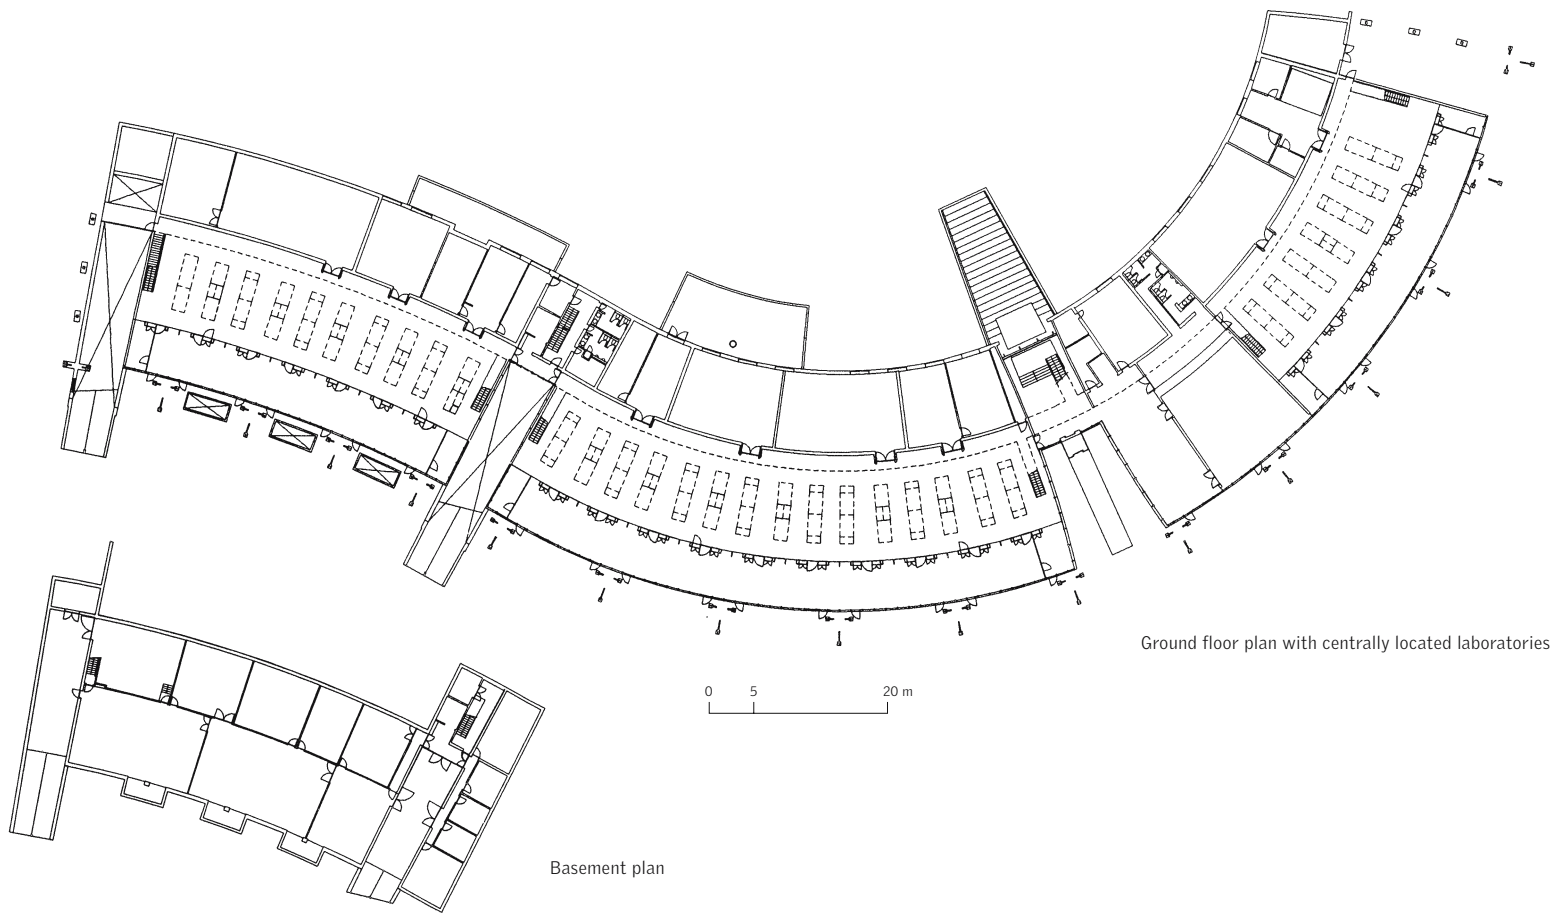 Ground floor plan with centrally located laboratories
0 5 20 m
Basement plan